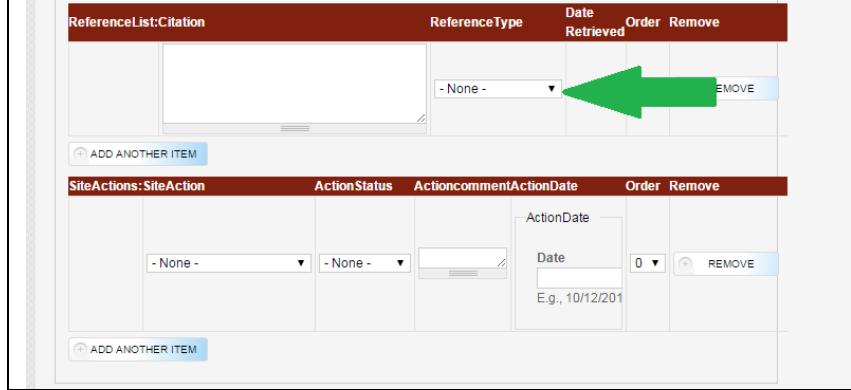 ReferenceList:Citation ReferenceType Date Retrieved Order Remove
- None - EMOVE
ADD ANOTHER ITEM
SiteActions:SiteAction ActionStatus ActioncommentActionDate Order Remove
ActionDate
- None - - None - Date 0 REMOVE
E.g., 10/12/201
ADD ANOTHER ITEM